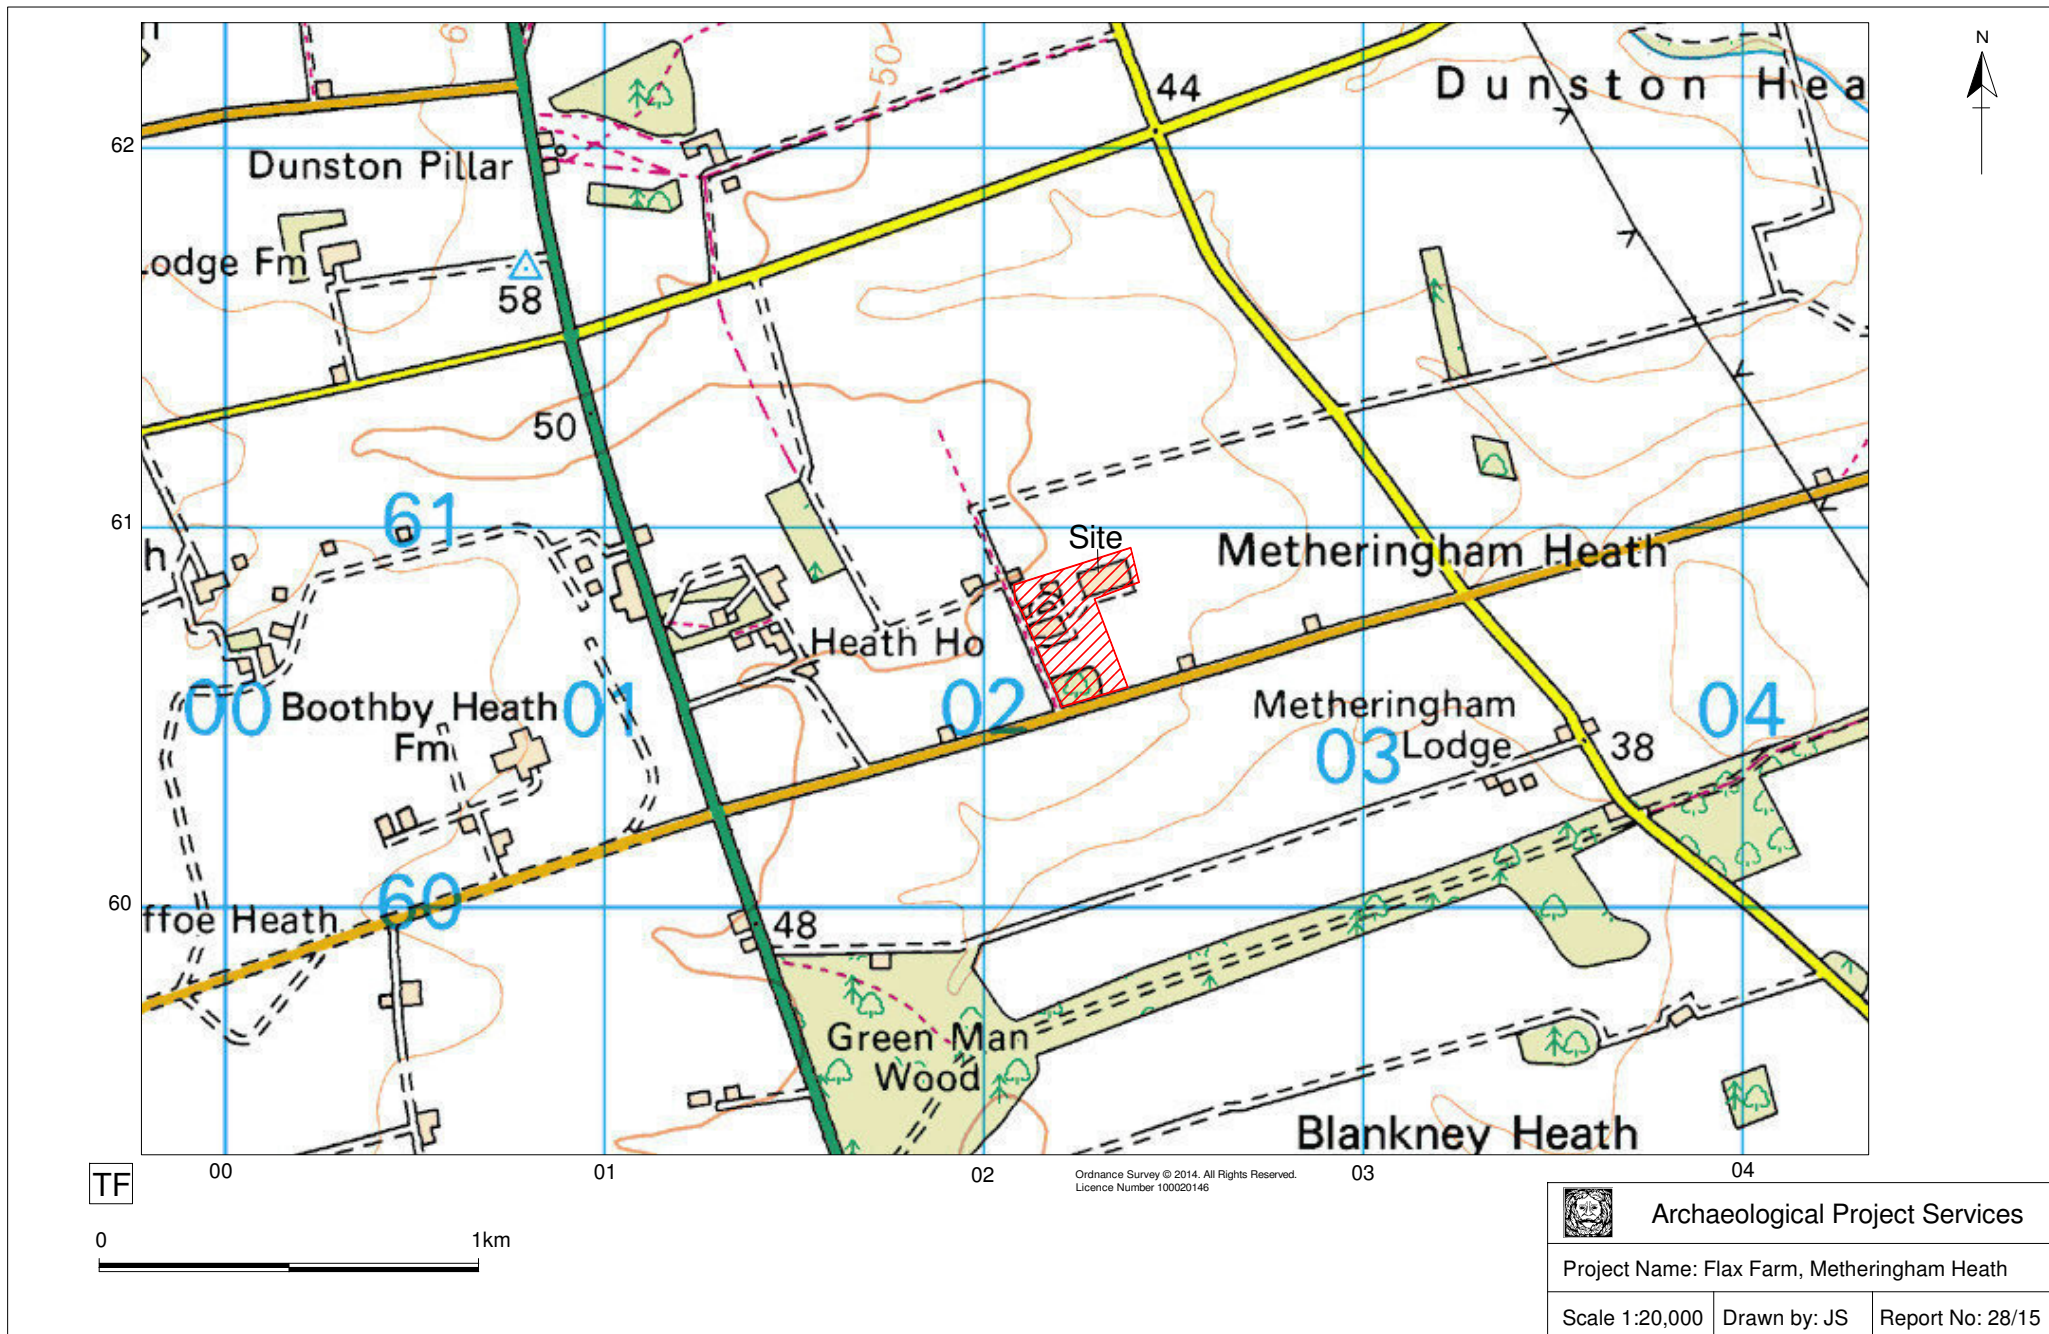 N
6
50
44
Dunston Hea
62
Dunston Pillar
odge Fm
58
50
61
61
Site
Metheringham Heath
h
Heath Ho
00
Boothby Heath
Fm
01
02
Metheringham
Lodge
03
04
38
60
60
ffoe Heath
48
Green Man
Wood
Blankney Heath
TF
00
01
02
03
04
Ordnance Survey © 2014. All Rights Reserved.
Licence Number 100020146
0
1km
Archaeological Project Services
Project Name: Flax Farm, Metheringham Heath
Scale 1:20,000
Drawn by: JS
Report No: 28/15